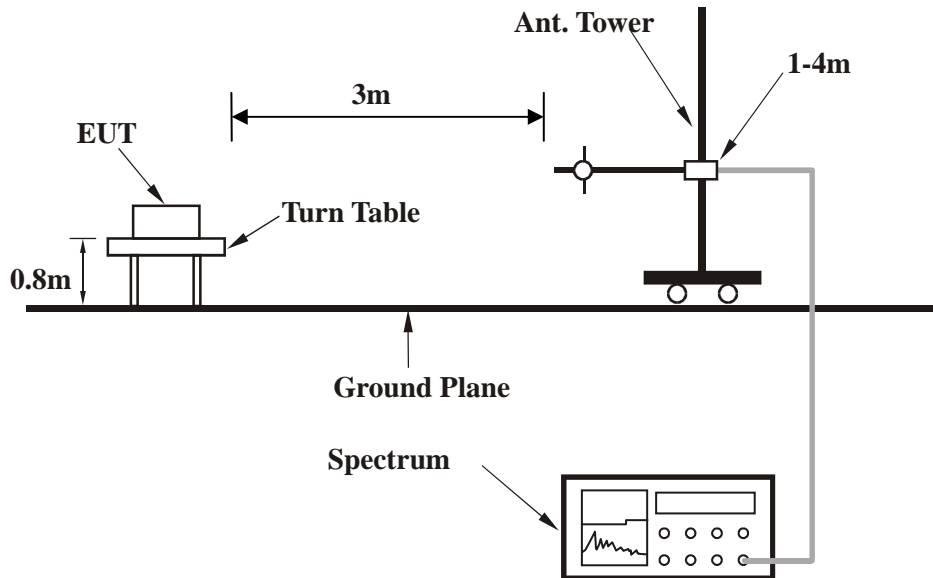 Ant. Tower
1-4m
3m
EUT
Turn Table
0.8m
Ground Plane
Spectrum